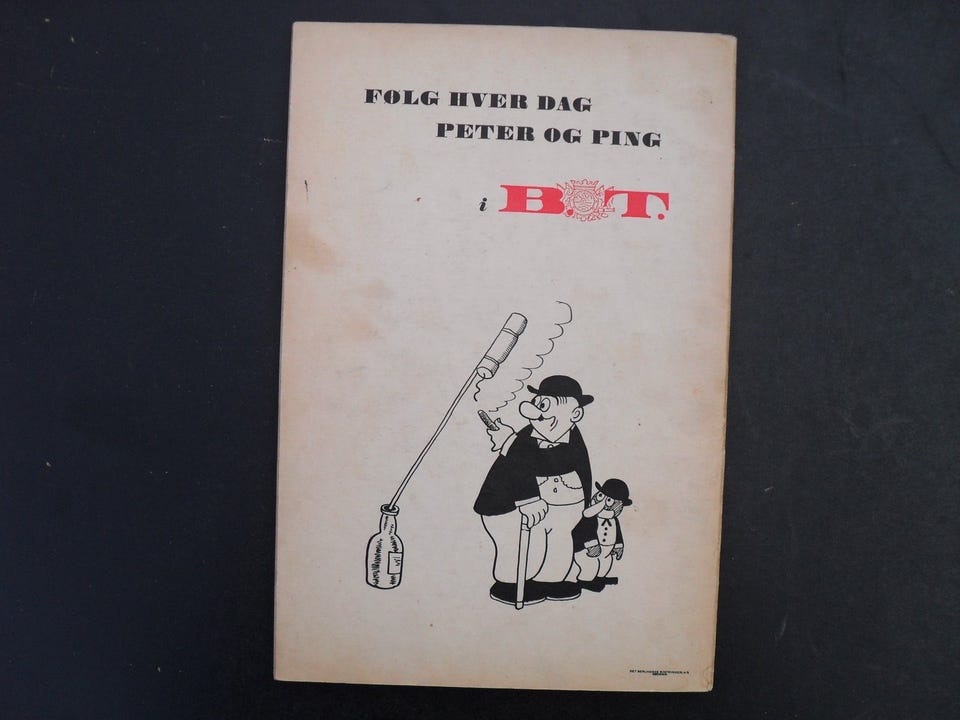 FØLG HVER DAG
PETER OG PING
i B.T.